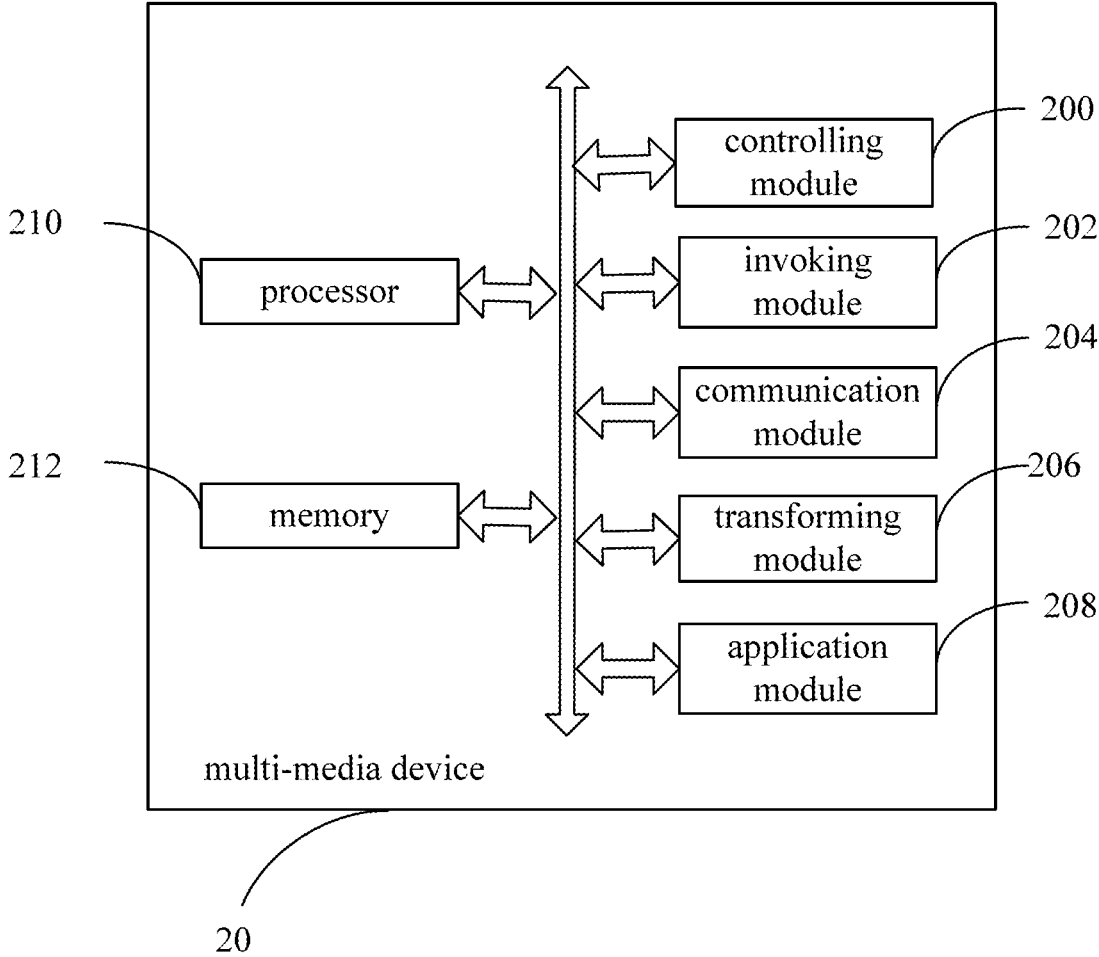 200
controlling
module
202
invoking
module
210
processor
204
communication
module
212
memory
206
transforming
module
208
application
module
multi-media device
20